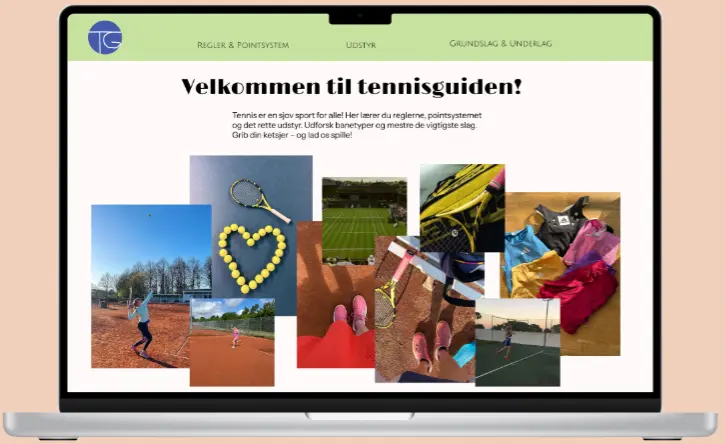 TG
Regler & Pointsystem
Udstyr
Grundslag & Underlag
Velkommen til tennisguiden!
Tennis er en sjov sport for alle! Her lærer du reglerne, pointsystemet
og det rette udstyr. Udforsk banetyper og mestre de vigtigste slag.
Grib din ketsjer – og lad os spille!